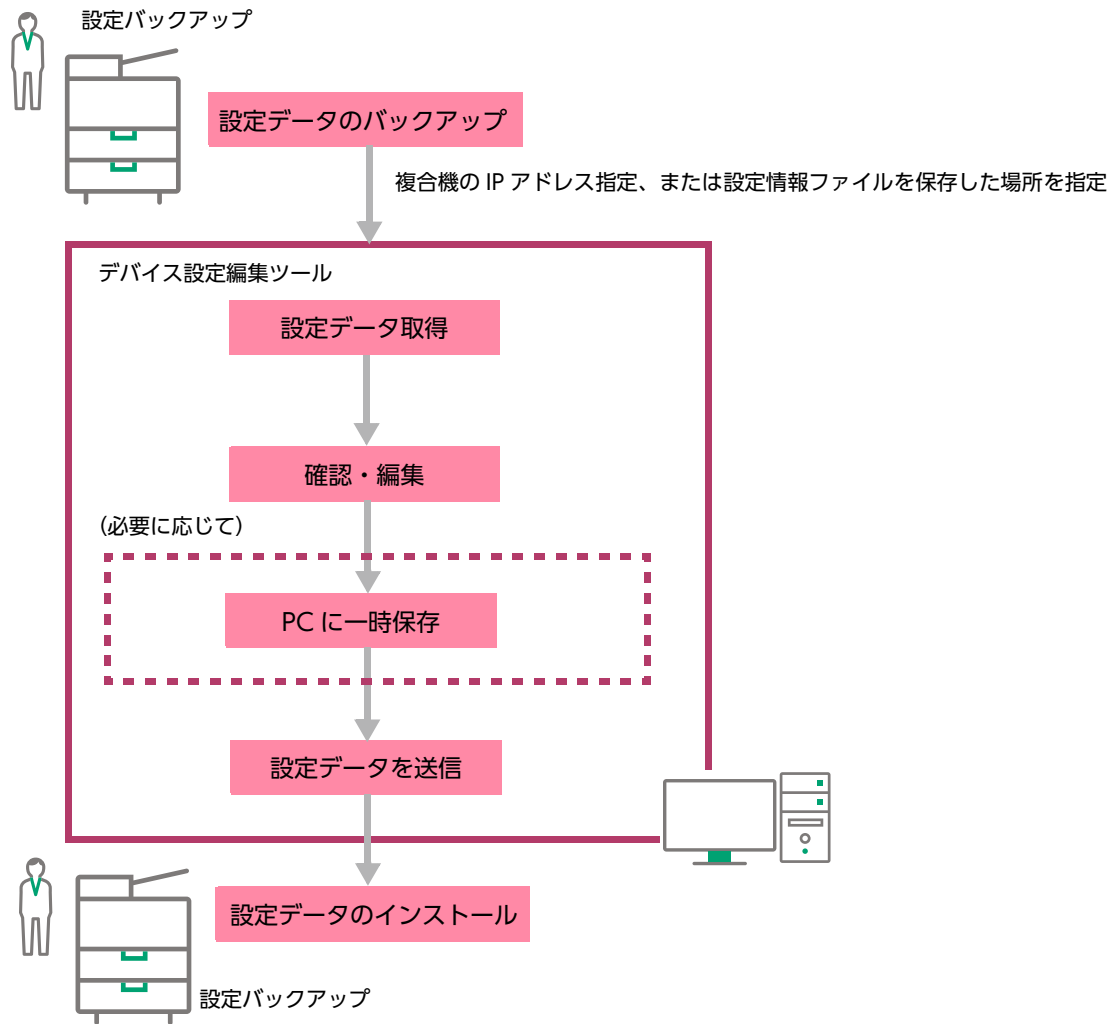 設定バックアップ
設定データのバックアップ
複合機の IP アドレス指定、または設定情報ファイルを保存した場所を指定
デバイス設定編集ツール
設定データ取得
確認・編集
(必要に応じて)
PC に一時保存
設定データを送信
設定データのインストール
設定バックアップ